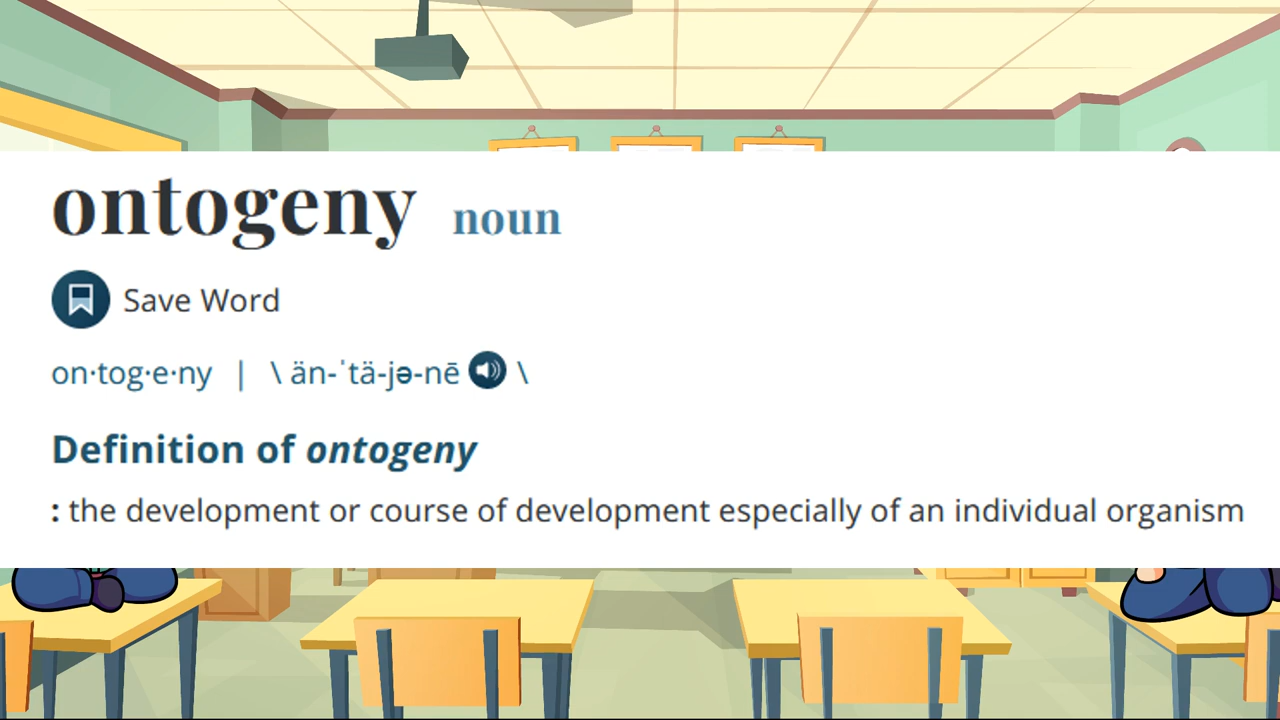 ontogeny noun
Save Word
on·tog·e·ny | \ än-ˈtä-jə-nē \
Definition of ontogeny
: the development or course of development especially of an individual organism